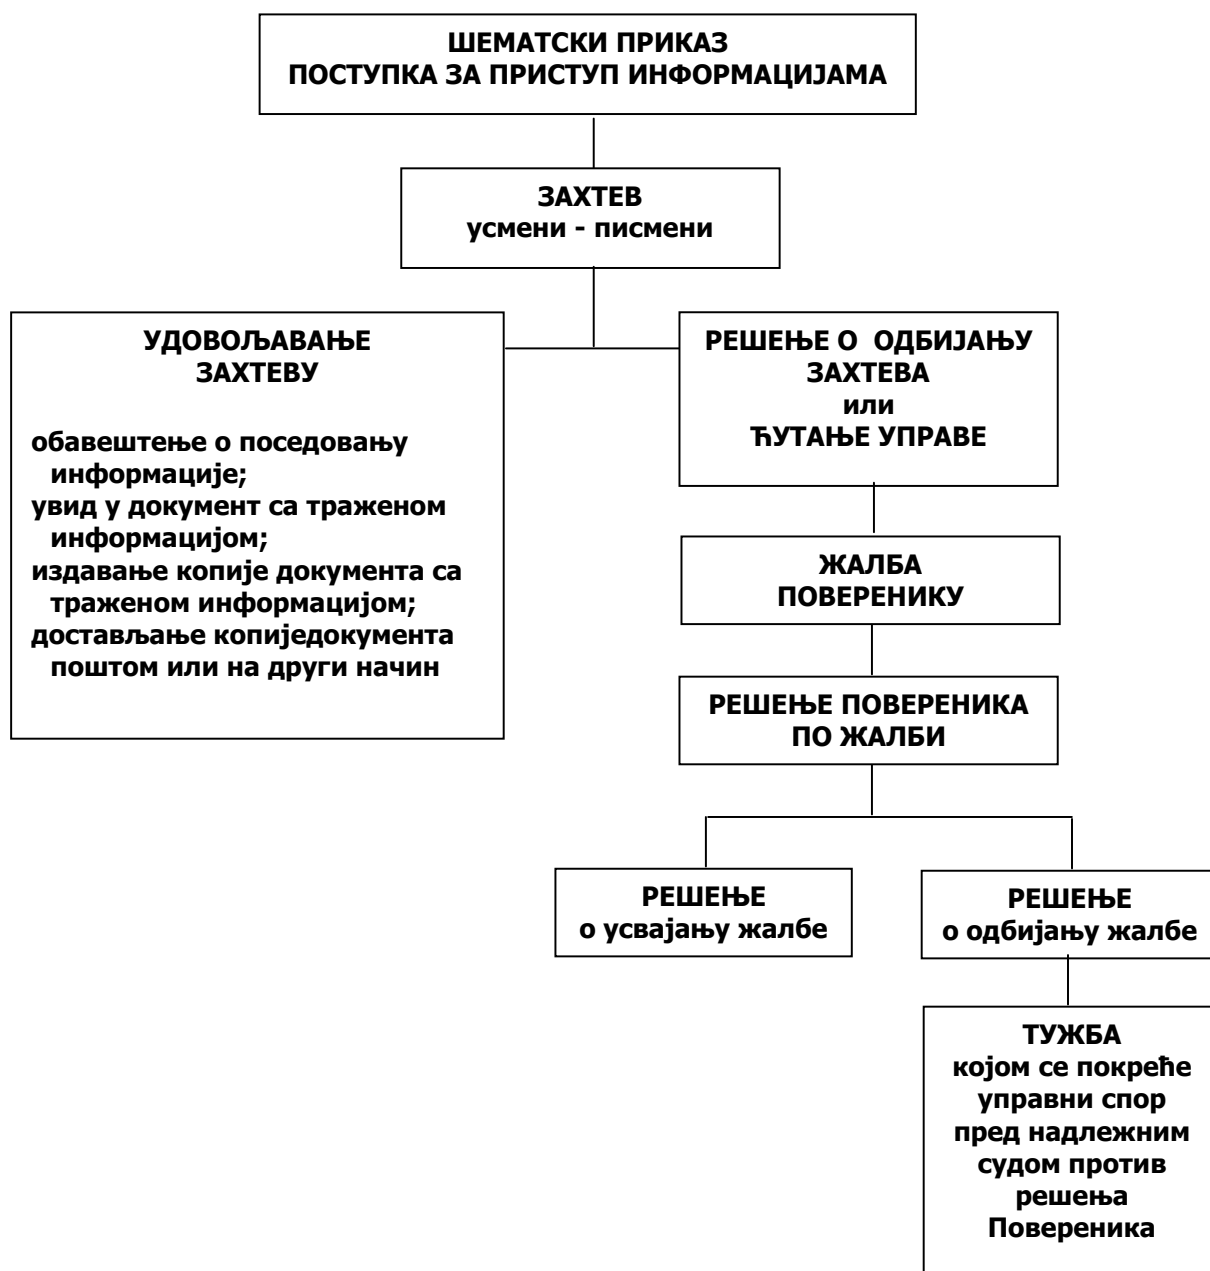 ШЕМАТСКИ ПРИКАЗ
ПОСТУПКА ЗА ПРИСТУП ИНФОРМАЦИЈАМА
ЗАХТЕВ
усмени - писмени
УДОВОЉАВАЊЕ
ЗАХТЕВУ
обавештење о поседовању
информације;
увид у документ са траженом
информацијом;
издавање копије документа са
траженом информацијом;
достављање копиједокумента
поштом или на други начин
РЕШЕЊЕ О ОДБИЈАЊУ
ЗАХТЕВА
или
ЋУТАЊЕ УПРАВЕ
ЖАЛБА
ПОВЕРЕНИКУ
РЕШЕЊЕ ПОВЕРЕНИКА
ПО ЖАЛБИ
РЕШЕЊЕ
о усвајању жалбе
РЕШЕЊЕ
о одбијању жалбе
ТУЖБА
којом се покреће
управни спор
пред надлежним
судом против
решења
Повереника